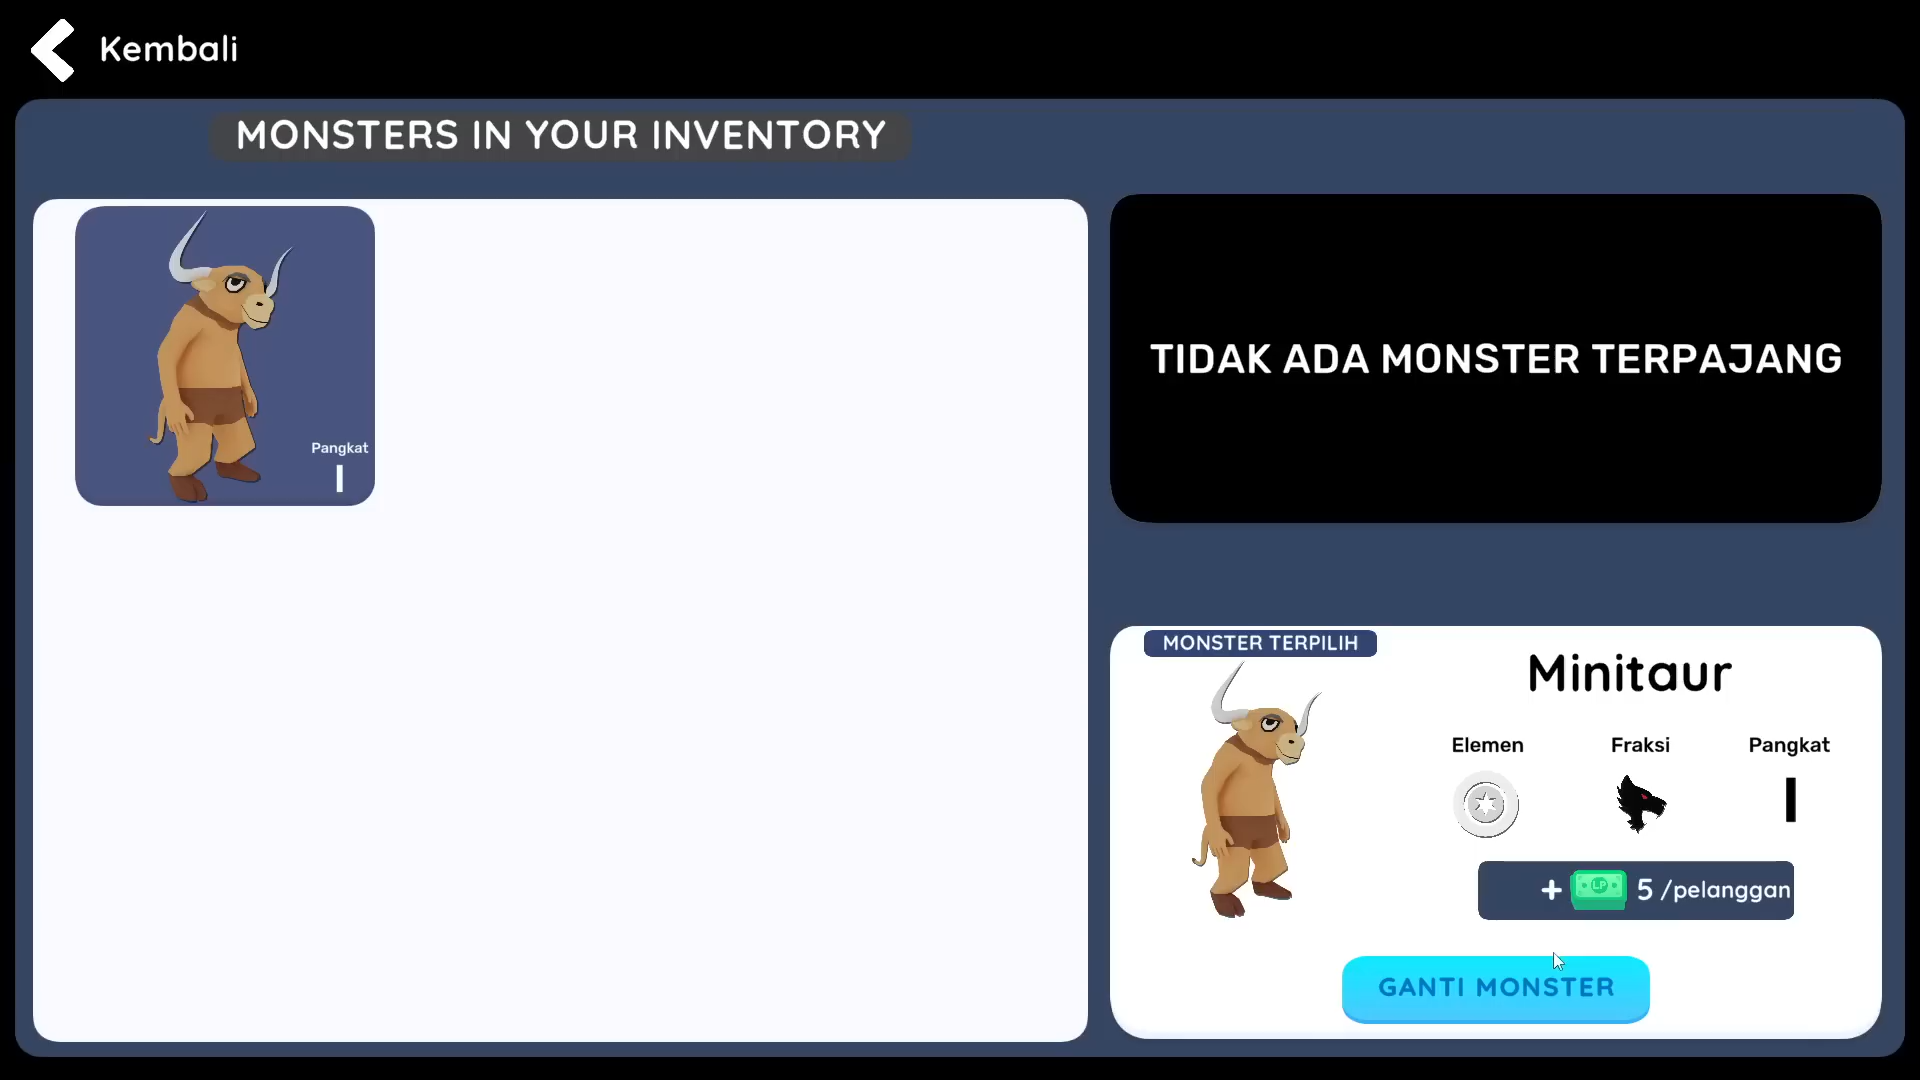 Kembali
MONSTERS IN YOUR INVENTORY
Pangkat
I
TIDAK ADA MONSTER TERPAJANG
MONSTER TERPILIH
Minitaur
Elemen Fraksi Pangkat
I
+ LP 5 /pelanggan
GANTI MONSTER